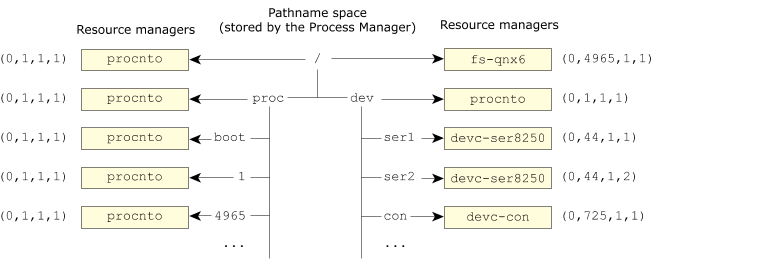 Pathname space
(stored by the Process Manager)
Resource managers
Resource managers
(0,1,1,1) procnto / fs-qnx6 (0,4965,1,1)
(0,1,1,1) procnto proc dev procnto (0,1,1,1)
(0,1,1,1) procnto boot ser1 devc-ser8250 (0,44,1,1)
(0,1,1,1) procnto 1 ser2 devc-ser8250 (0,44,1,2)
(0,1,1,1) procnto 4965 con devc-con (0,725,1,1)
... ...